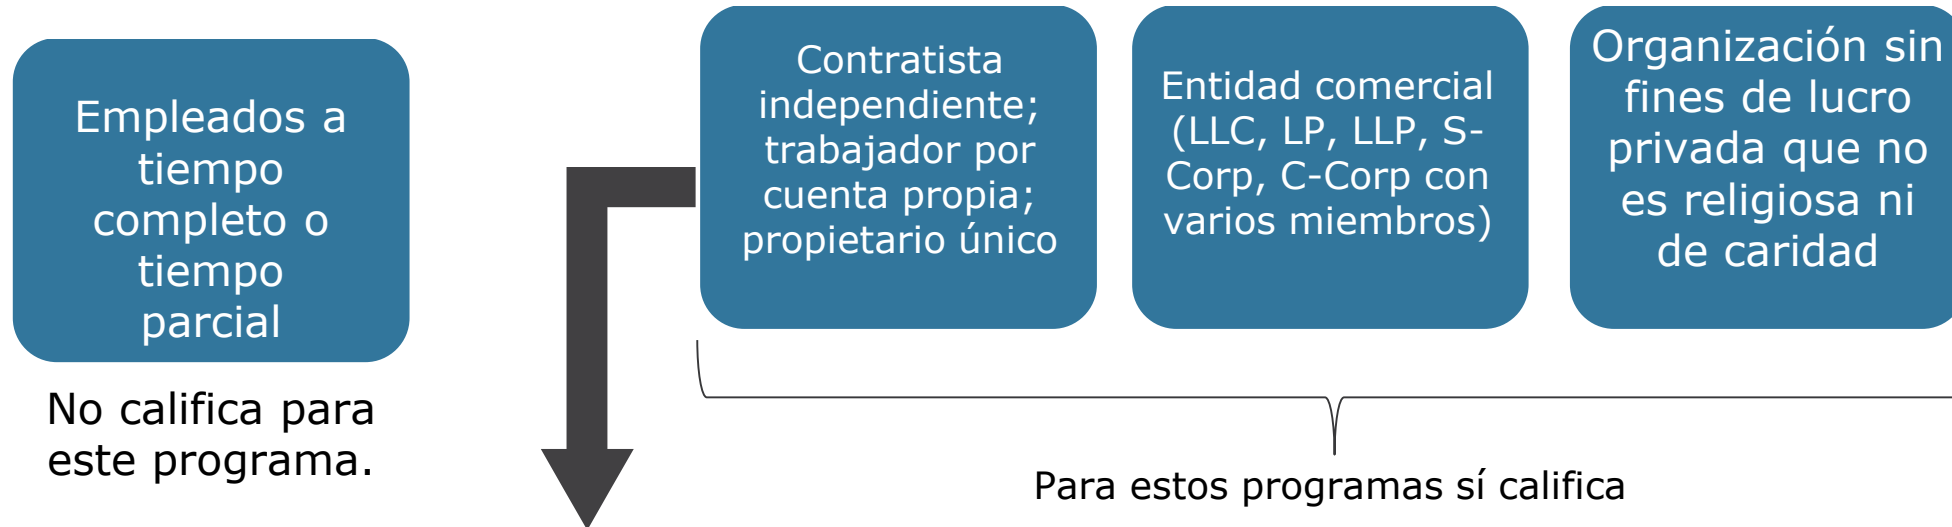 Empleados a
tiempo
completo o
tiempo
parcial
No califica para
este programa.
Contratista
independiente;
trabajador por
cuenta propia;
propietario único
Entidad comercial
(LLC, LP, LLP, S-
Corp, C-Corp con
varios miembros)
Organización sin
fines de lucro
privada que no
es religiosa ni
de caridad
Para estos programas sí califica